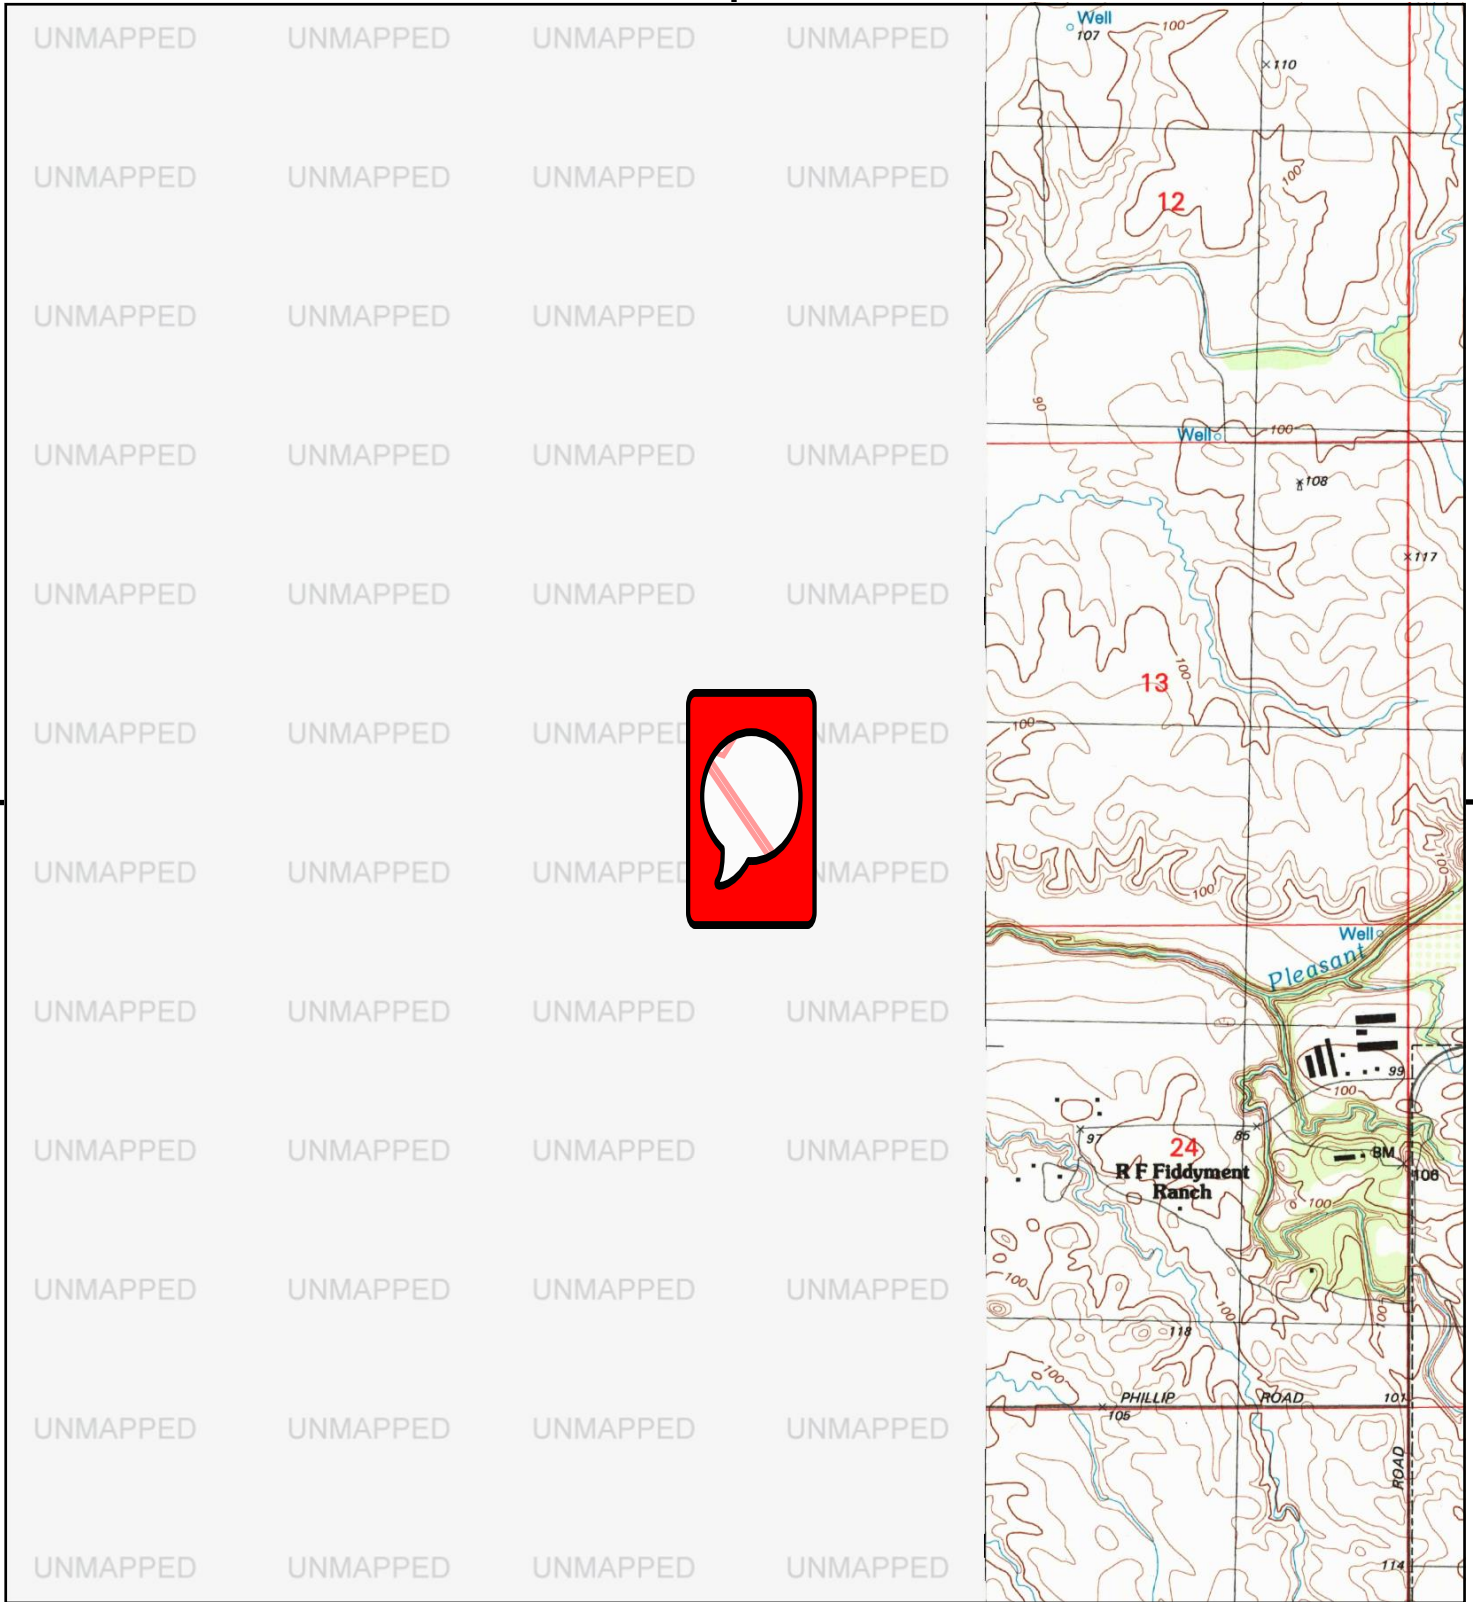 Well
107
100
110
UNMAPPED UNMAPPED UNMAPPED UNMAPPED
UNMAPPED UNMAPPED UNMAPPED UNMAPPED
100
12
UNMAPPED UNMAPPED UNMAPPED UNMAPPED
90
Well
100
UNMAPPED UNMAPPED UNMAPPED UNMAPPED
108
117
UNMAPPED UNMAPPED UNMAPPED UNMAPPED
13
100
100
UNMAPPED UNMAPPED UNMAPPED NMAPPED
100
UNMAPPED UNMAPPED UNMAPPED NMAPPED
100
Well
Pleasant
UNMAPPED UNMAPPED UNMAPPED UNMAPPED
99
100
97
85
24
UNMAPPED UNMAPPED UNMAPPED UNMAPPED
BM
106
R F Fiddyment
Ranch
100
100
UNMAPPED UNMAPPED UNMAPPED UNMAPPED
100
100
118
100
PHILLIP ROAD
101
105
UNMAPPED UNMAPPED UNMAPPED UNMAPPED
ROAD
114
UNMAPPED UNMAPPED UNMAPPED UNMAPPED